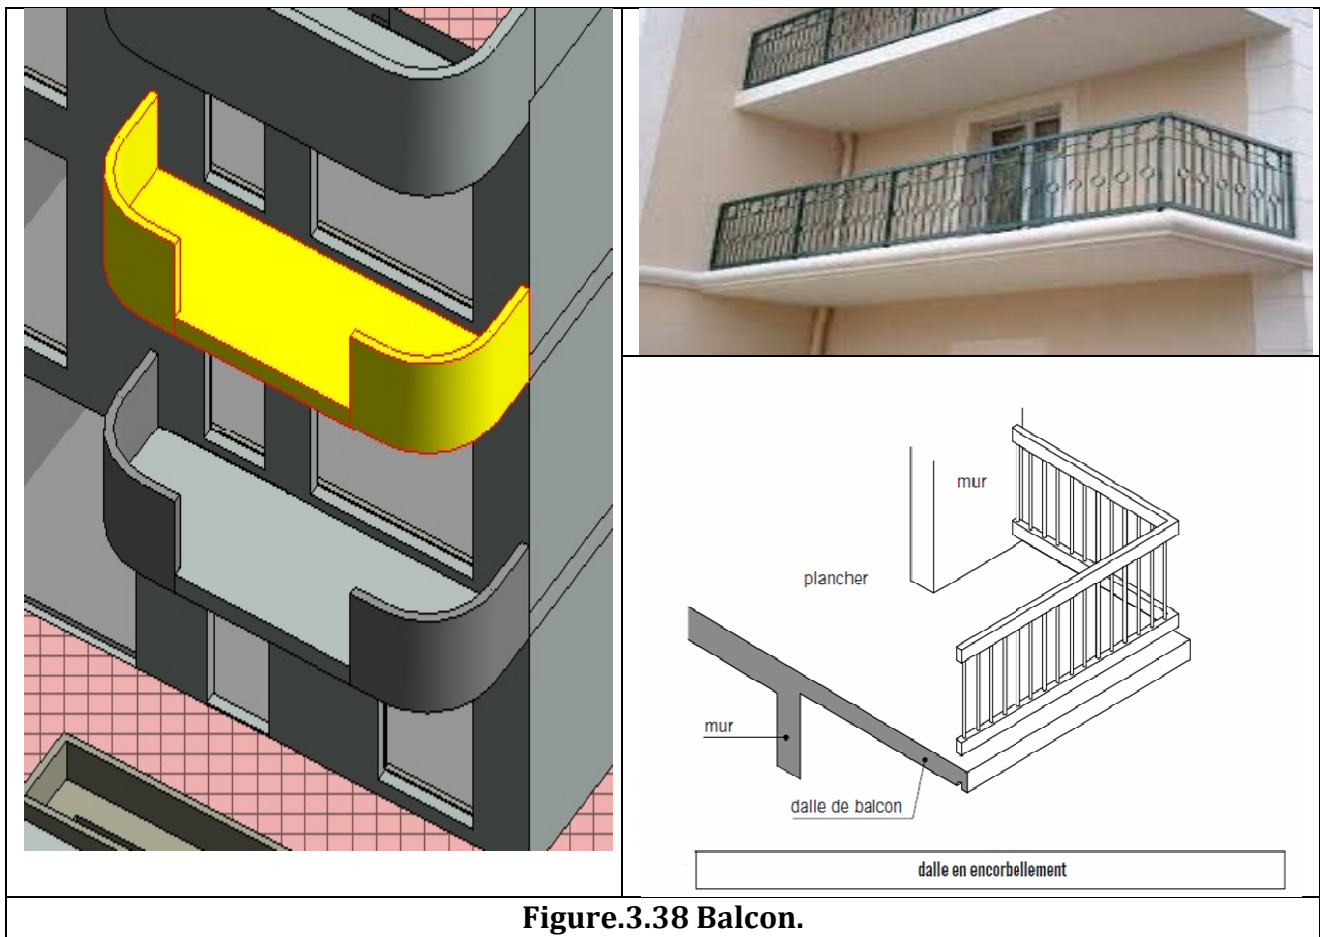 mur
plancher
mur
dalle de balcon
dalle en encorbellement
Figure.3.38 Balcon.